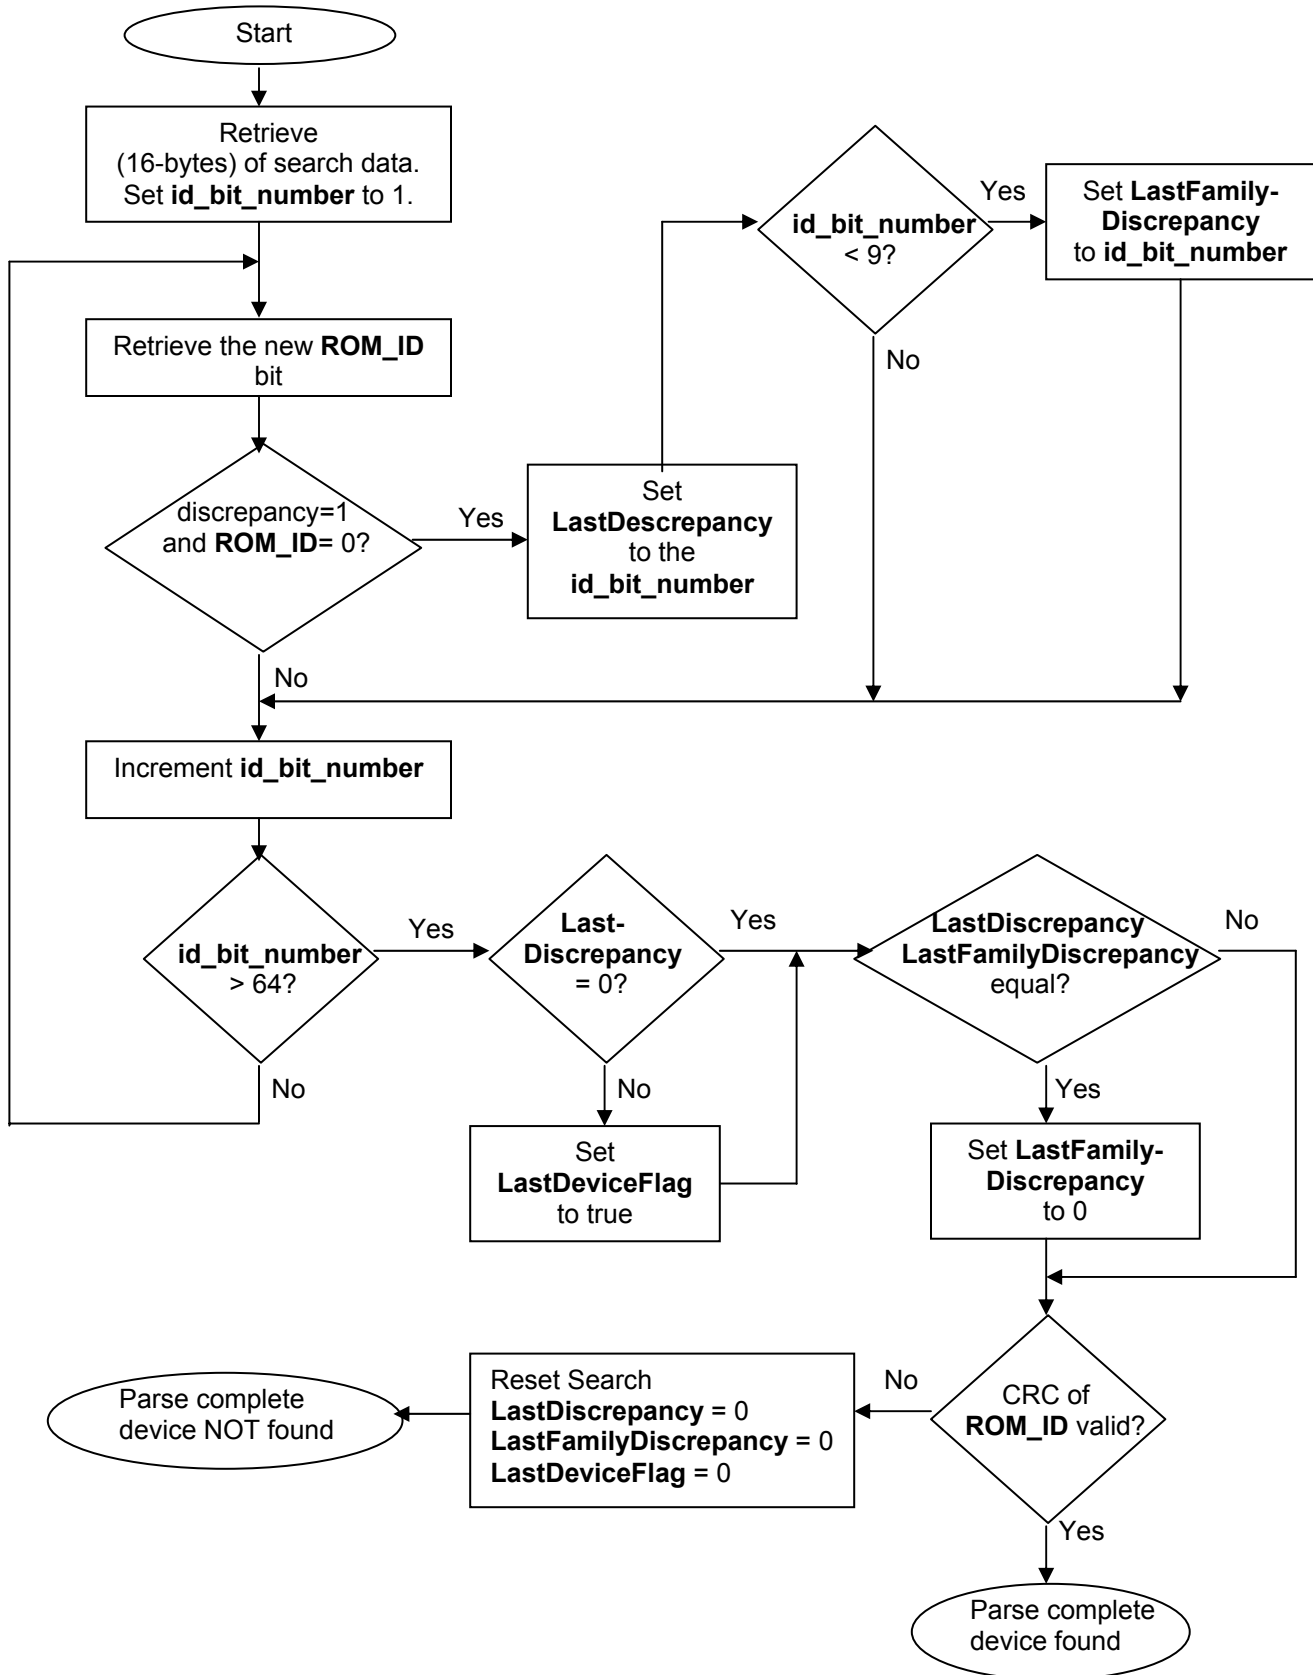 Start
Retrieve
(16-bytes) of search data.
Set id_bit_number to 1.
id_bit_number
< 9?
Yes
Set LastFamily-
Discrepancy
to id_bit_number
No
Retrieve the new ROM_ID
bit
discrepancy=1
and ROM_ID= 0?
Yes
Set
LastDescrepancy
to the
id_bit_number
No
Increment id_bit_number
id_bit_number
> 64?
Yes
No
Last-
Discrepancy
= 0?
Yes
No
Set
LastDeviceFlag
to true
LastDiscrepancy
LastFamilyDiscrepancy
equal?
No
Yes
Set LastFamily-
Discrepancy
to 0
CRC of
ROM_ID valid?
No
Reset Search
LastDiscrepancy = 0
LastFamilyDiscrepancy = 0
LastDeviceFlag = 0
Parse complete
device NOT found
Yes
Parse complete
device found